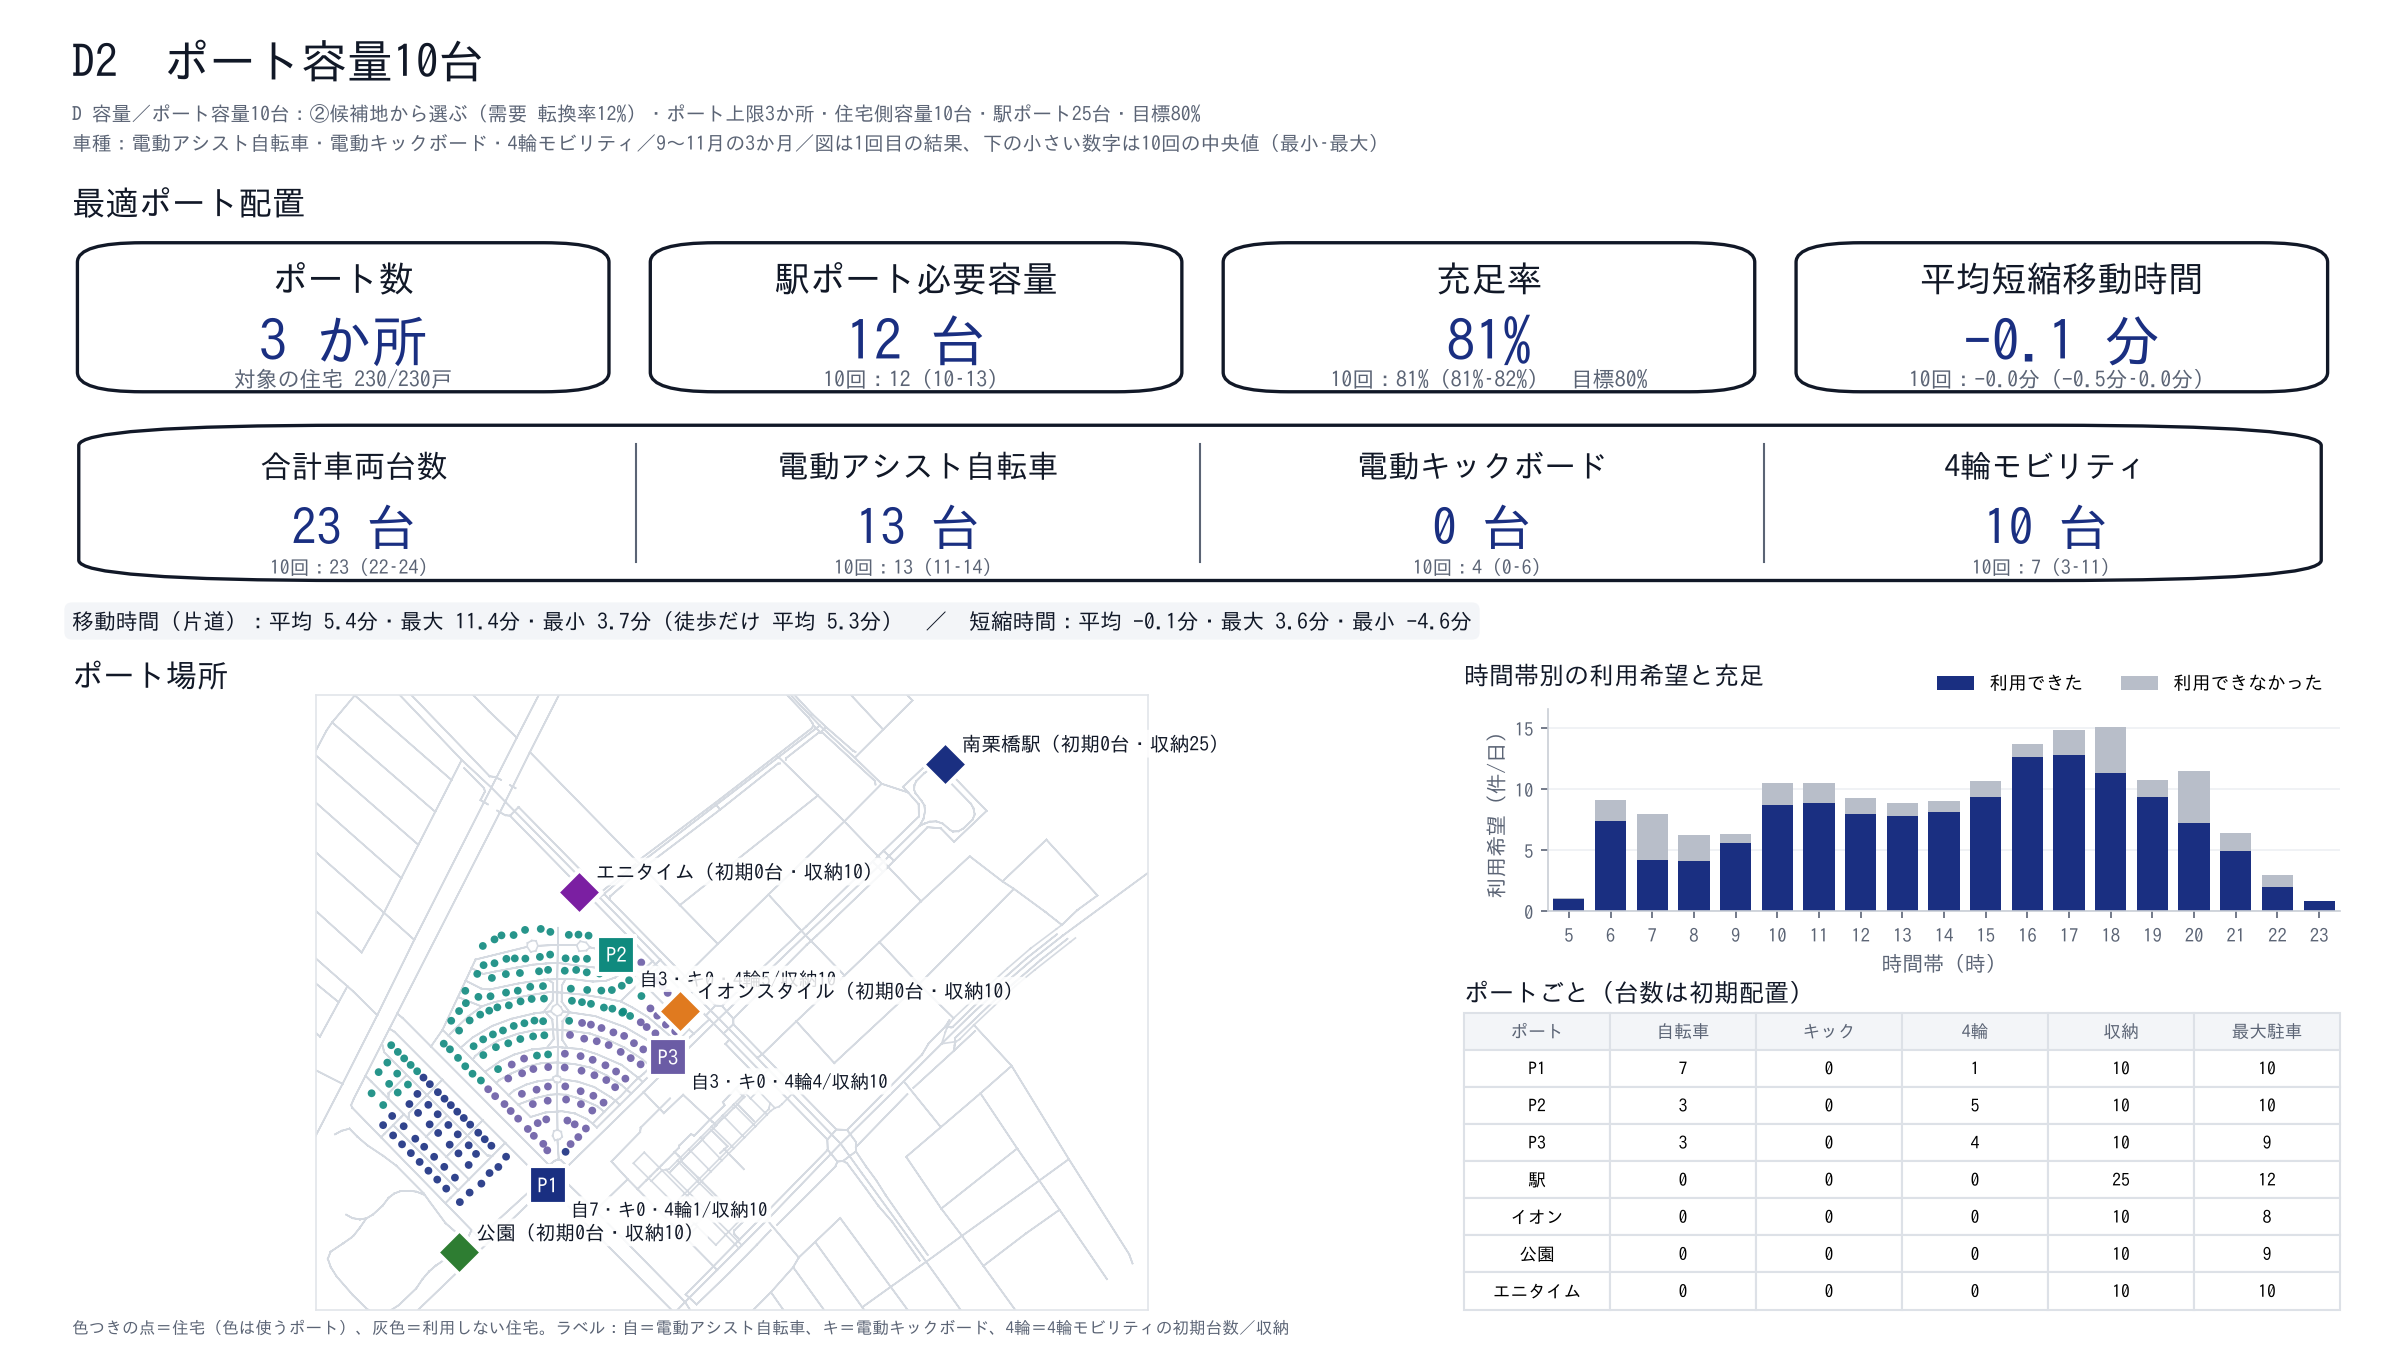 D2　ポート容量10台
D 容量／ポート容量10台：②候補地から選ぶ（需要 転換率12%）・ポート上限3か所・住宅側容量10台・駅ポート25台・目標80%
車種：電動アシスト自転車・電動キックボード・4輪モビリティ／9～11月の3か月／図は1回目の結果、下の小さい数字は10回の中央値（最小-最大）
最適ポート配置
ポート数
3 か所
対象の住宅 230/230戸
駅ポート必要容量
12 台
10回：12（10-13）
充足率
81%
10回：81%（81%-82%）　目標80%
平均短縮移動時間
-0.1 分
10回：-0.0分（-0.5分-0.0分）
合計車両台数
23 台
10回：23（22-24）
電動アシスト自転車
13 台
10回：13（11-14）
電動キックボード
0 台
10回：4（0-6）
4輪モビリティ
10 台
10回：7（3-11）
移動時間（片道）：平均 5.4分・最大 11.4分・最小 3.7分（徒歩だけ 平均 5.3分）　／　短縮時間：平均 -0.1分・最大 3.6分・最小 -4.6分
ポート場所
南栗橋駅（初期0台・収納25）
エニタイム（初期0台・収納10）
P2
自3・キ0・4輪5/収納10
イオンスタイル（初期0台・収納10）
P3
自3・キ0・4輪4/収納10
P1
自7・キ0・4輪1/収納10
公園（初期0台・収納10）
色つきの点＝住宅（色は使うポート）、灰色＝利用しない住宅。ラベル：自＝電動アシスト自転車、キ＝電動キックボード、4輪＝4輪モビリティの初期台数／収納
時間帯別の利用希望と充足
利用できた　利用できなかった
利用希望（件/日）
15
10
5
0
5 6 7 8 9 10 11 12 13 14 15 16 17 18 19 20 21 22 23
時間帯（時）
ポートごと（台数は初期配置）
ポート 自転車 キック 4輪 収納 最大駐車
P1 7 0 1 10 10
P2 3 0 5 10 10
P3 3 0 4 10 9
駅 0 0 0 25 12
イオン 0 0 0 10 8
公園 0 0 0 10 9
エニタイム 0 0 0 10 10